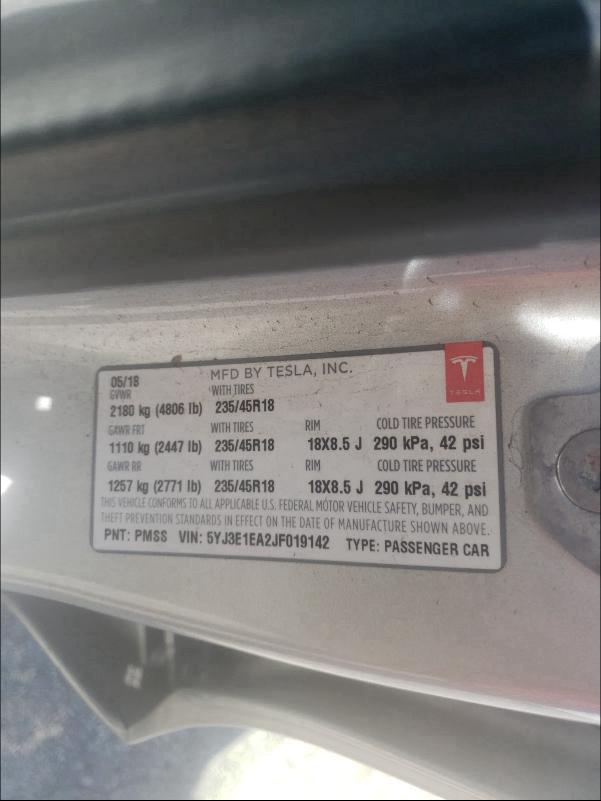 05/18 MFD BY TESLA, INC.
GVWR WITH TIRES
2180 kg (4806 lb) 235/45R18
GAWR FRT WITH TIRES RIM COLD TIRE PRESSURE
1110 kg (2447 lb) 235/45R18 18X8.5 J 290 kPa, 42 psi
GAWR RR WITH TIRES RIM COLD TIRE PRESSURE
1257 kg (2771 lb) 235/45R18 18X8.5 J 290 kPa, 42 psi
THIS VEHICLE CONFORMS TO ALL APPLICABLE U.S. FEDERAL MOTOR VEHICLE SAFETY, BUMPER, AND
THEFT PREVENTION STANDARDS IN EFFECT ON THE DATE OF MANUFACTURE SHOWN ABOVE.
PNT: PMSS VIN: 5YJ3E1EA2JF019142 TYPE: PASSENGER CAR
TESLA